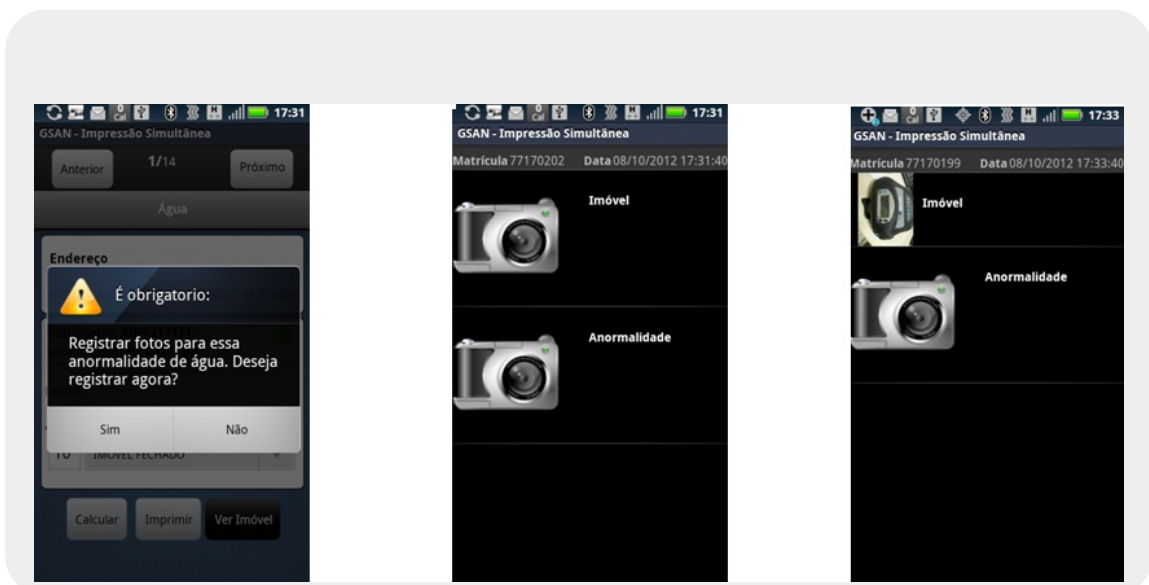 17:31
GSAN - Impressão Simultânea
Anterior
1/14
Próximo
Água
Endereço
É obrigatorio:
Registrar fotos para essa
anormalidade de água. Deseja
registrar agora?
Sim
Não
10
IMÓVEL FECHADO
+
Calcular
Imprimir
Ver Imóvel
17:31
GSAN - Impressão Simultânea
Matrícula 77170202 Data 08/10/2012 17:31:40
Imóvel
Anormalidade
17:33
GSAN - Impressão Simultânea
Matrícula 77170199 Data 08/10/2012 17:33:40
Imóvel
Anormalidade